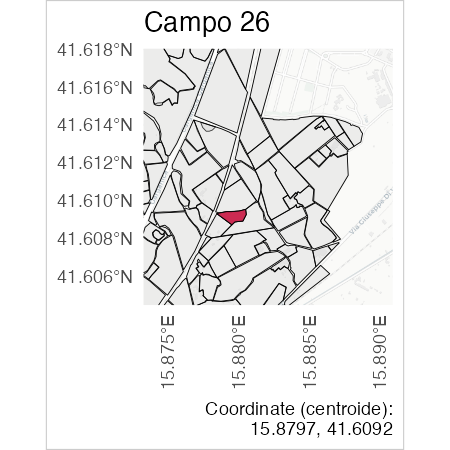 Campo 26
41.618°N
41.616°N
41.614°N
41.612°N
41.610°N
41.608°N
41.606°N
Via Giuseppe Di
15.875°E
15.880°E
15.885°E
15.890°E
Coordinate (centroide):
15.8797, 41.6092